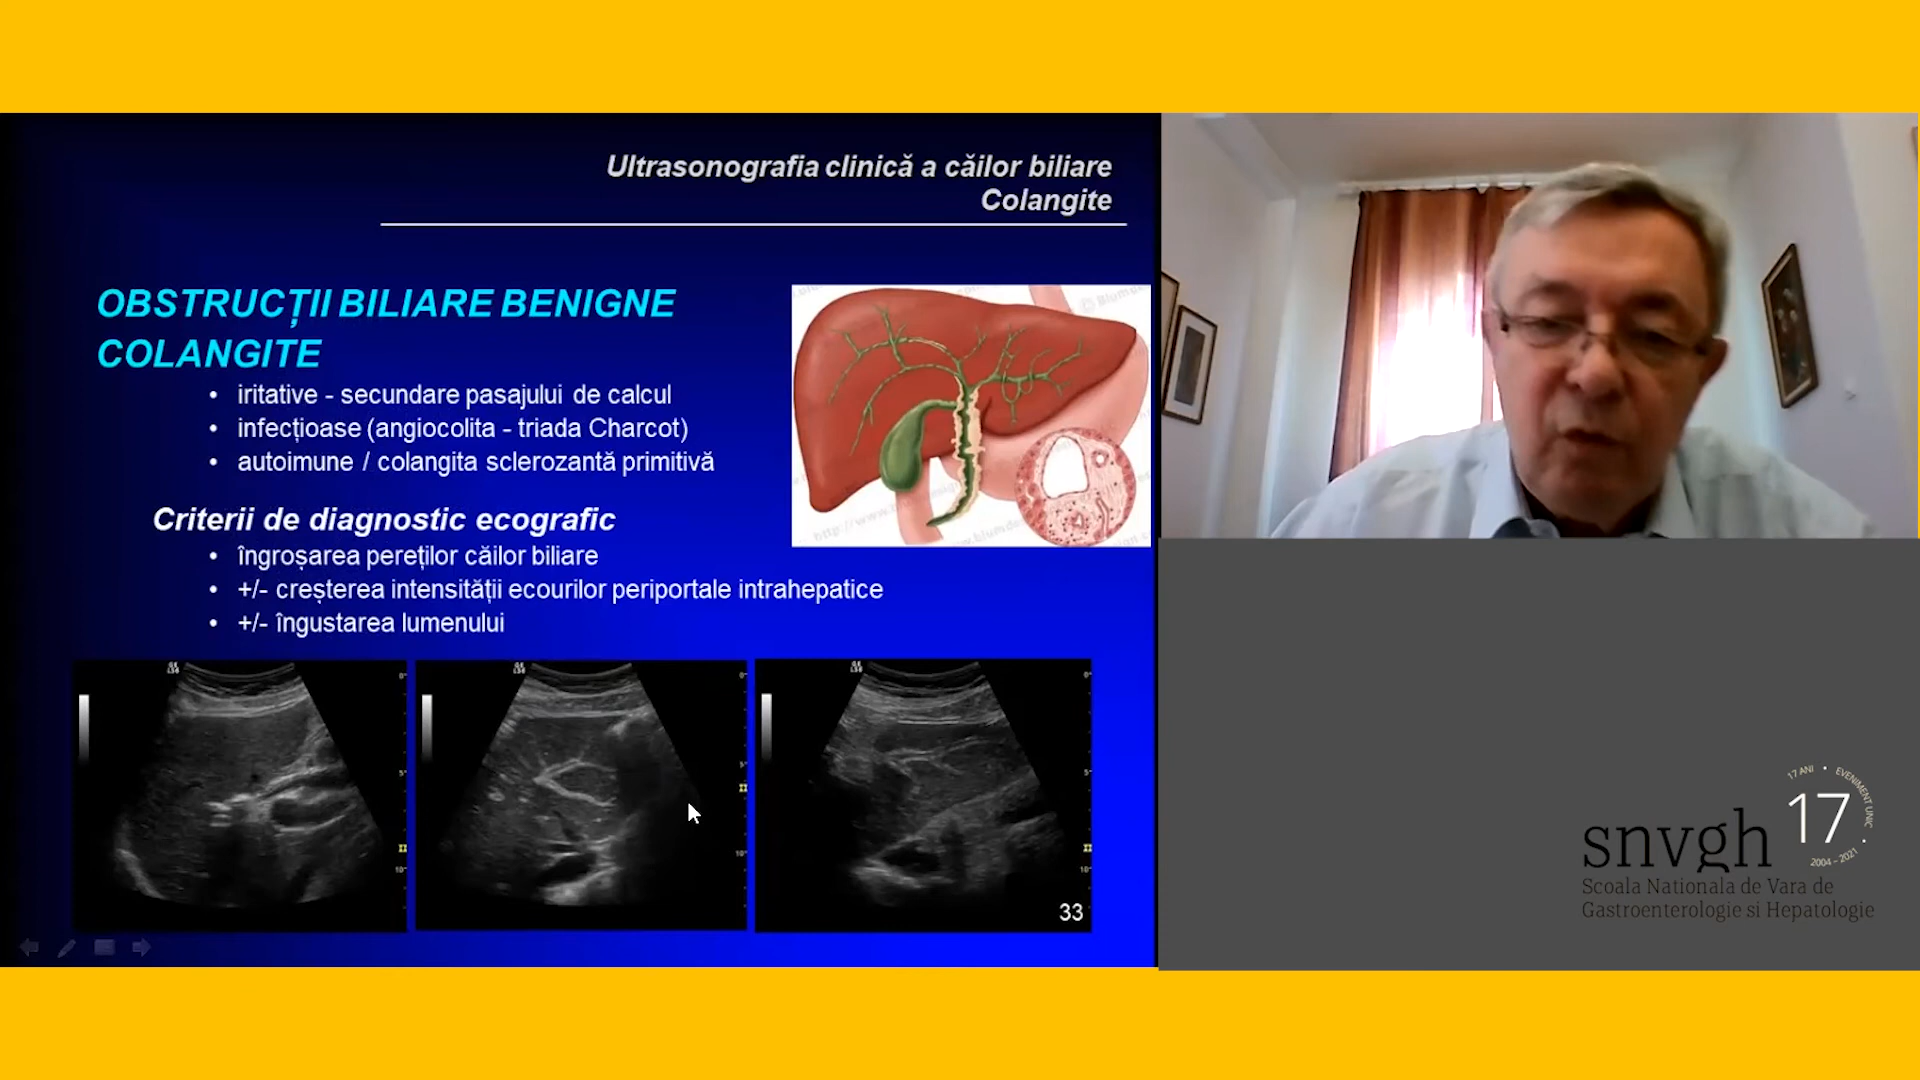 Ultrasonografia clinică a căilor biliare
Colangite
OBSTRUCȚII BILIARE BENIGNE
COLANGITE
• iritative - secundare pasajului de calcul
• infecțioase (angiocolita - triada Charcot)
• autoimune / colangita sclerozantă primitivă
Criterii de diagnostic ecografic
• îngroșarea pereților căilor biliare
• +/- creșterea intensității ecourilor periportale intrahepatice
• +/- îngustarea lumenului
33
snvgh
17
17 ANI • EVENIMENT UNIC
2004 - 2021
Scoala Nationala de Vara de
Gastroenterologie si Hepatologie